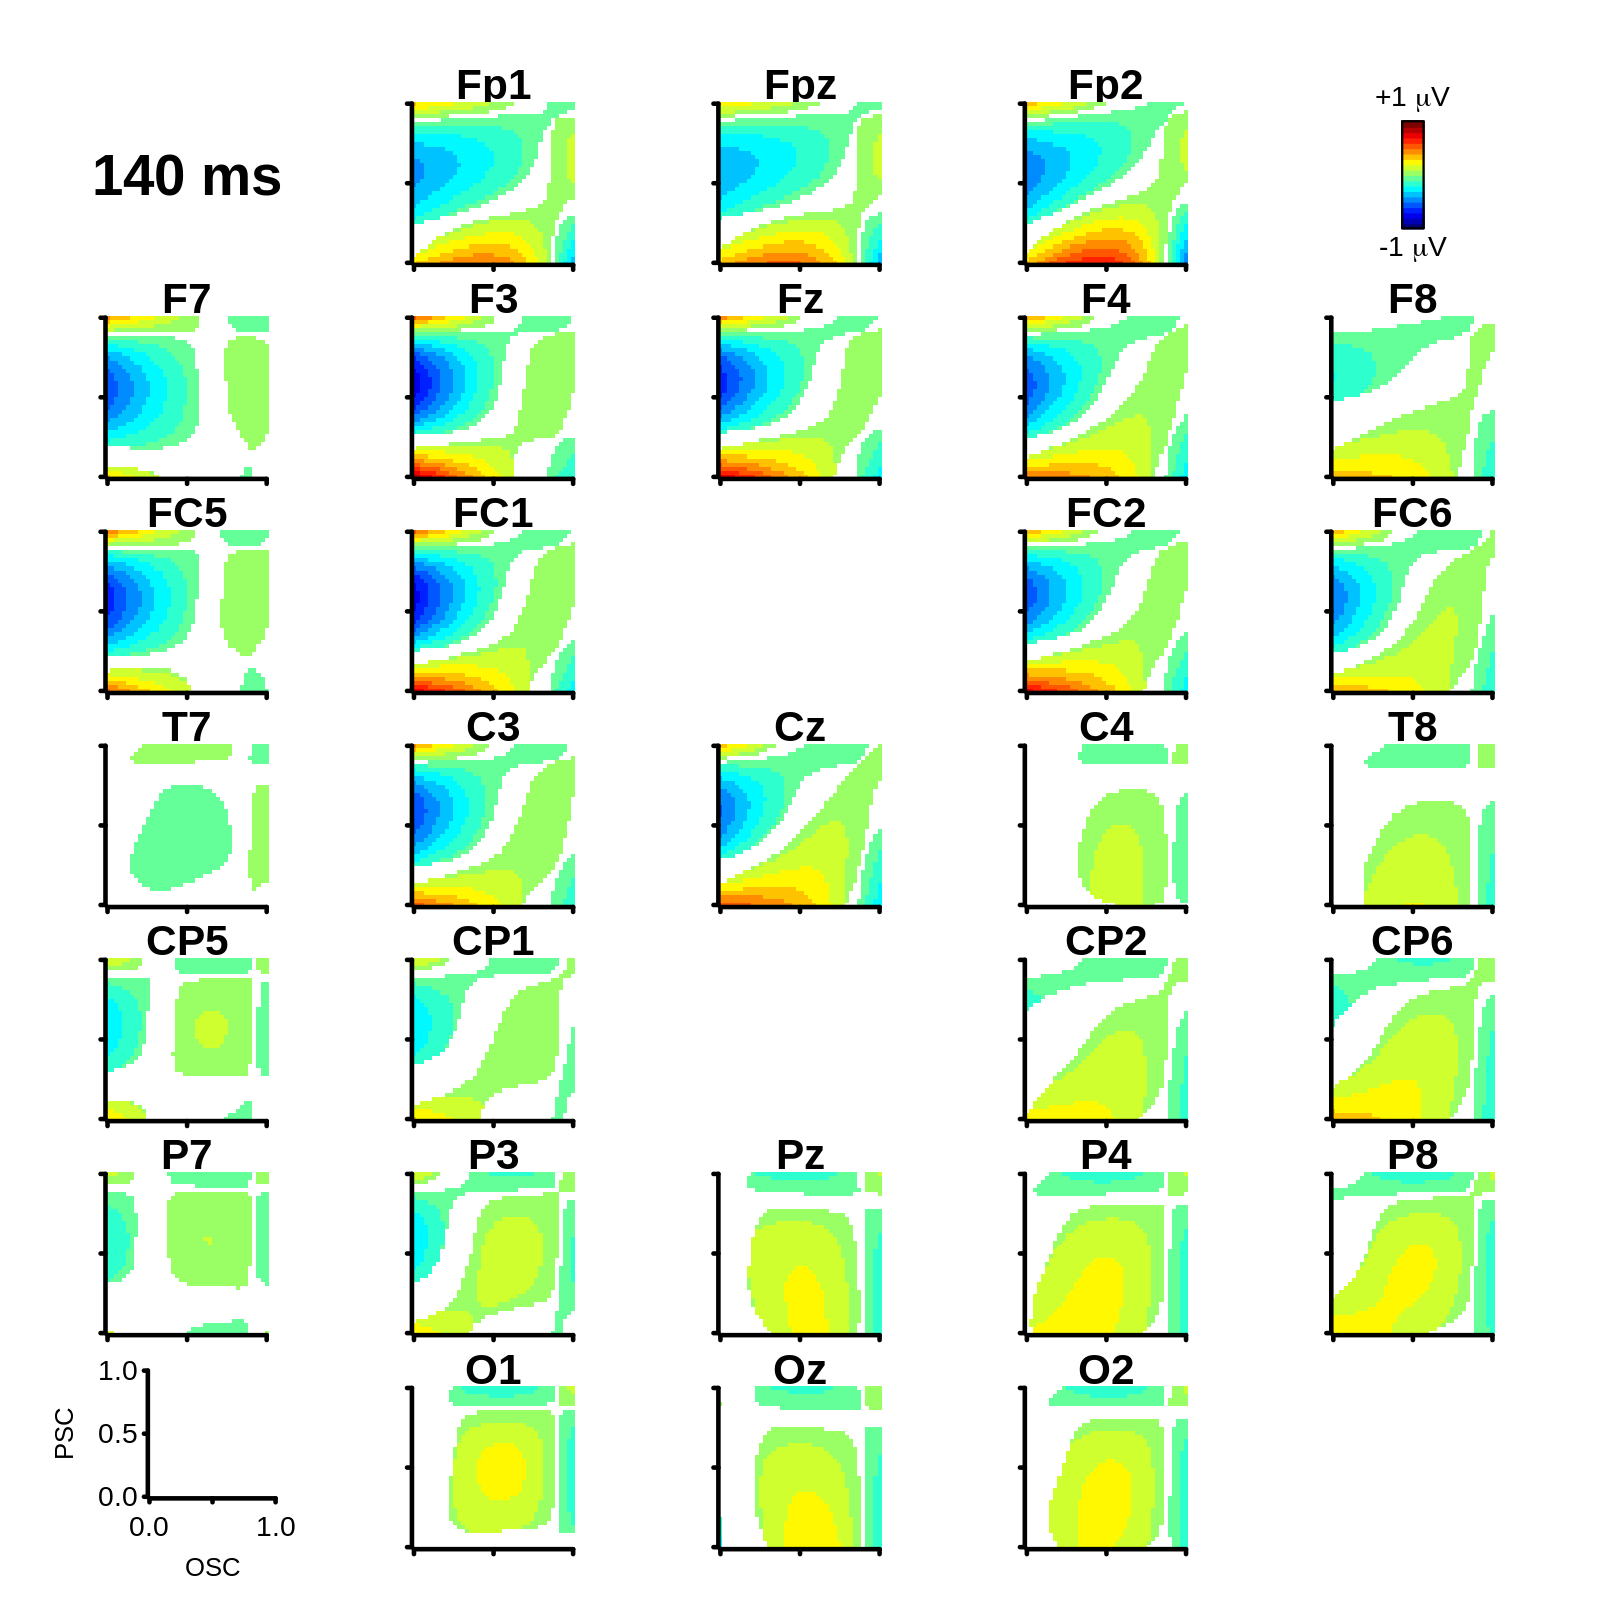 Fp1 Fpz Fp2
+1 μV
140 ms
-1 μV
F7 F3 Fz F4 F8
FC5 FC1 FC2 FC6
T7 C3 Cz C4 T8
CP5 CP1 CP2 CP6
P7 P3 Pz P4 P8
O1 Oz O2
1.0
PSC
0.5
0.0
0.0 1.0
OSC